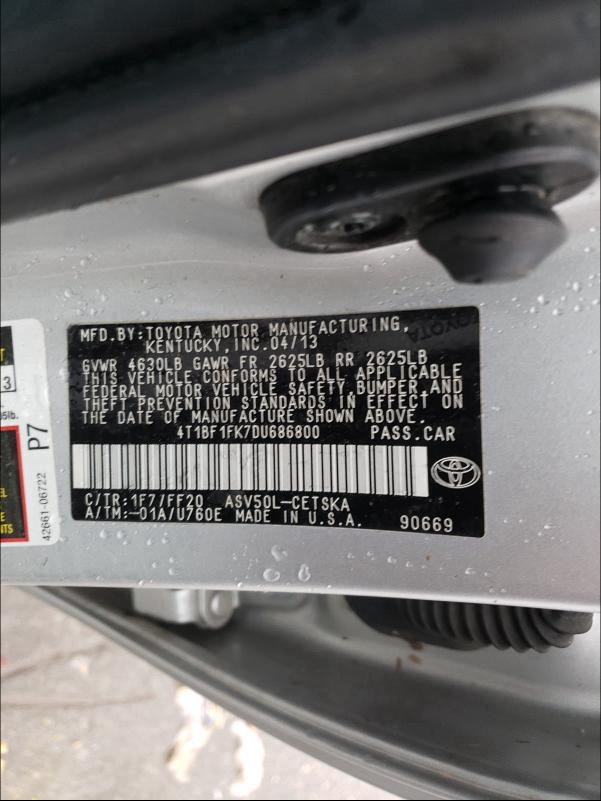 MFD.BY:TOYOTA MOTOR MANUFACTURING,
KENTUCKY,INC.04/13
GVWR 4630LB GAWR FR 2625LB RR 2625LB
THIS VEHICLE CONFORMS TO ALL APPLICABLE
FEDERAL MOTOR VEHICLE SAFETY, BUMPER, AND
THEFT PREVENTION STANDARDS IN EFFECT ON
THE DATE OF MANUFACTURE SHOWN ABOVE.
4T1BF1FK7DU686800 PASS.CAR
C/TR:1F7/FF20 ASV50L-CETSKA
A/TM:-01A/U760E MADE IN U.S.A. 90669
TOYOTA
3
P7
42661-06722